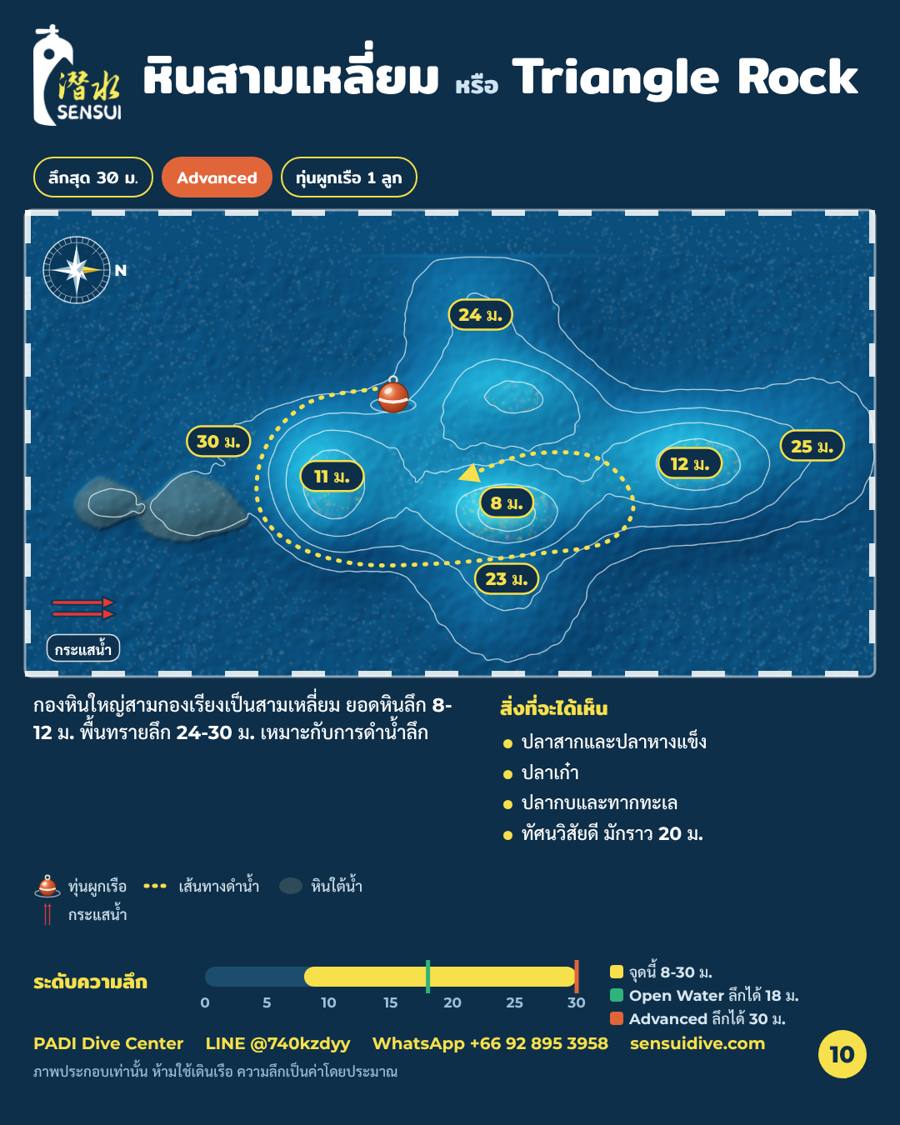 潜水
SENSUI
หินสามเหลี่ยม หรือ Triangle Rock
ลึกสุด 30 ม.
Advanced
ทุ่นผูกเรือ 1 ลูก
N
24 ม.
30 ม.
11 ม.
8 ม.
12 ม.
25 ม.
23 ม.
กระแสน้ำ
กองหินใหญ่สามกองเรียงเป็นสามเหลี่ยม ยอดหินลึก 8-
12 ม. พื้นทรายลึก 24-30 ม. เหมาะกับการดำน้ำลึก
สิ่งที่จะได้เห็น
ปลาสากและปลาหางแข็ง
ปลาเก๋า
ปลากบและทากทะเล
ทัศนวิสัยดี มักราว 20 ม.
ทุ่นผูกเรือ
เส้นทางดำน้ำ
หินใต้น้ำ
กระแสน้ำ
ระดับความลึก
0 5 10 15 20 25 30
จุดนี้ 8-30 ม.
Open Water ลึกได้ 18 ม.
Advanced ลึกได้ 30 ม.
PADI Dive Center LINE @740kzdyy WhatsApp +66 92 895 3958 sensuidive.com
ภาพประกอบเท่านั้น ห้ามใช้เดินเรือ ความลึกเป็นค่าโดยประมาณ
10